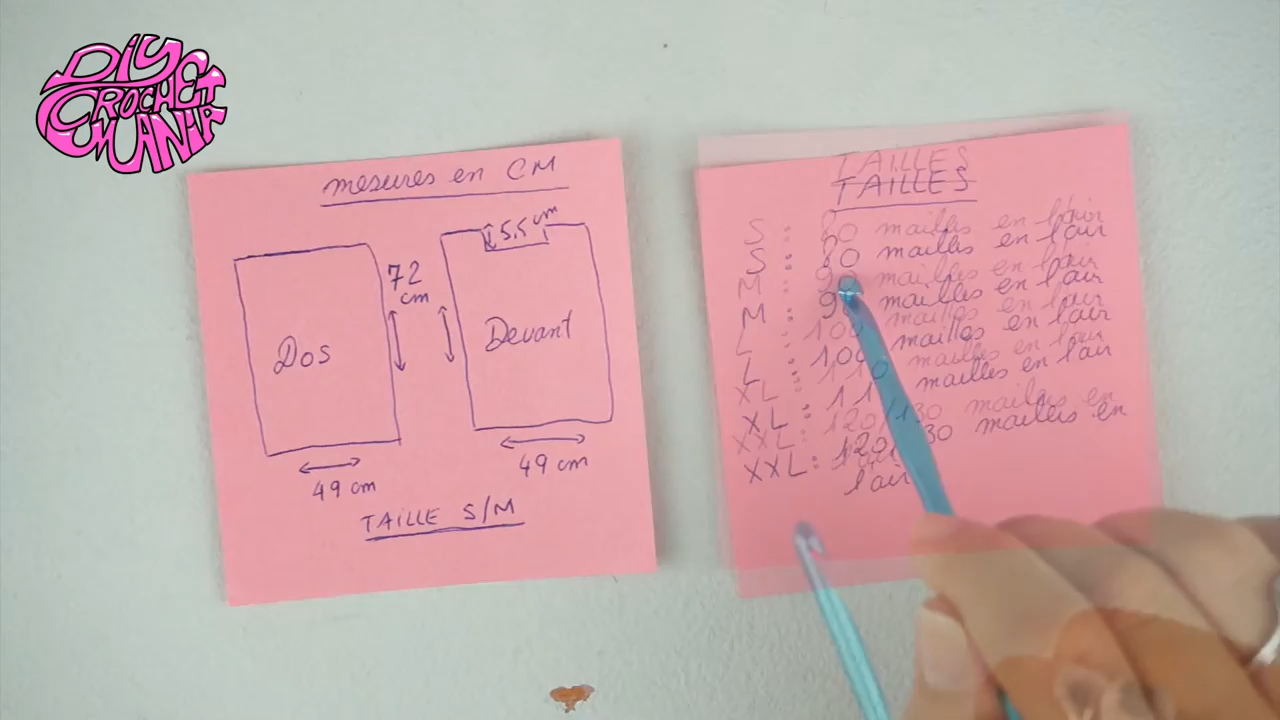 DIY
CROCHET
MANIA
mesures en CM
5.5 cm
72
cm
Dos
Devant
49 cm
49 cm
TAILLE S/M
TAILLES
S : 80 mailles en l'air
M : 90 mailles en l'air
L : 100 mailles en l'air
XL : 110 mailles en l'air
XXL : 120/130 mailles en
l'air